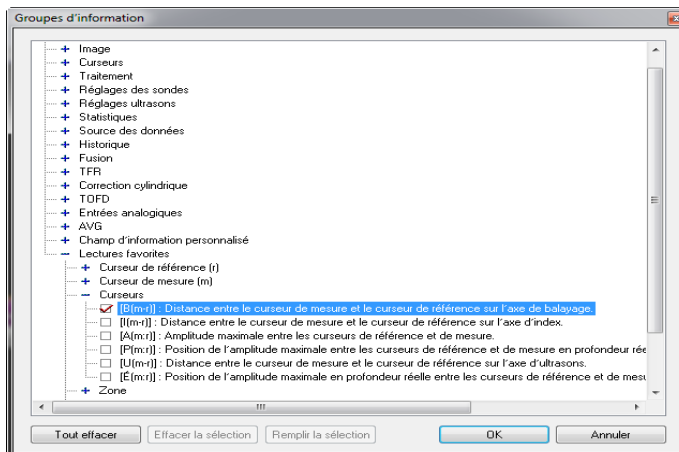 Groupes d'information
Image
Curseurs
Traitement
Réglages des sondes
Réglages ultrasons
Statistiques
Source des données
Historique
Fusion
TFR
Correction cylindrique
TOFD
Entrées analogiques
AVG
Champ d'information personnalisé
Lectures favorites
Curseur de référence (r)
Curseur de mesure (m)
Curseurs
[B(m-r)] : Distance entre le curseur de mesure et le curseur de référence sur l'axe de balayage.
[I(m-r)] : Distance entre le curseur de mesure et le curseur de référence sur l'axe d'index.
[A(m:r)] : Amplitude maximale entre les curseurs de référence et de mesure.
[P(m:r)] : Position de l'amplitude maximale entre les curseurs de référence et de mesure en profondeur rée
[U(m-r)] : Distance entre le curseur de mesure et le curseur de référence sur l'axe d'ultrasons.
[É(m:r)] : Position de l'amplitude maximale en profondeur réelle entre les curseurs de référence et de mesu
Zone
Tout effacer Effacer la sélection Remplir la sélection OK Annuler